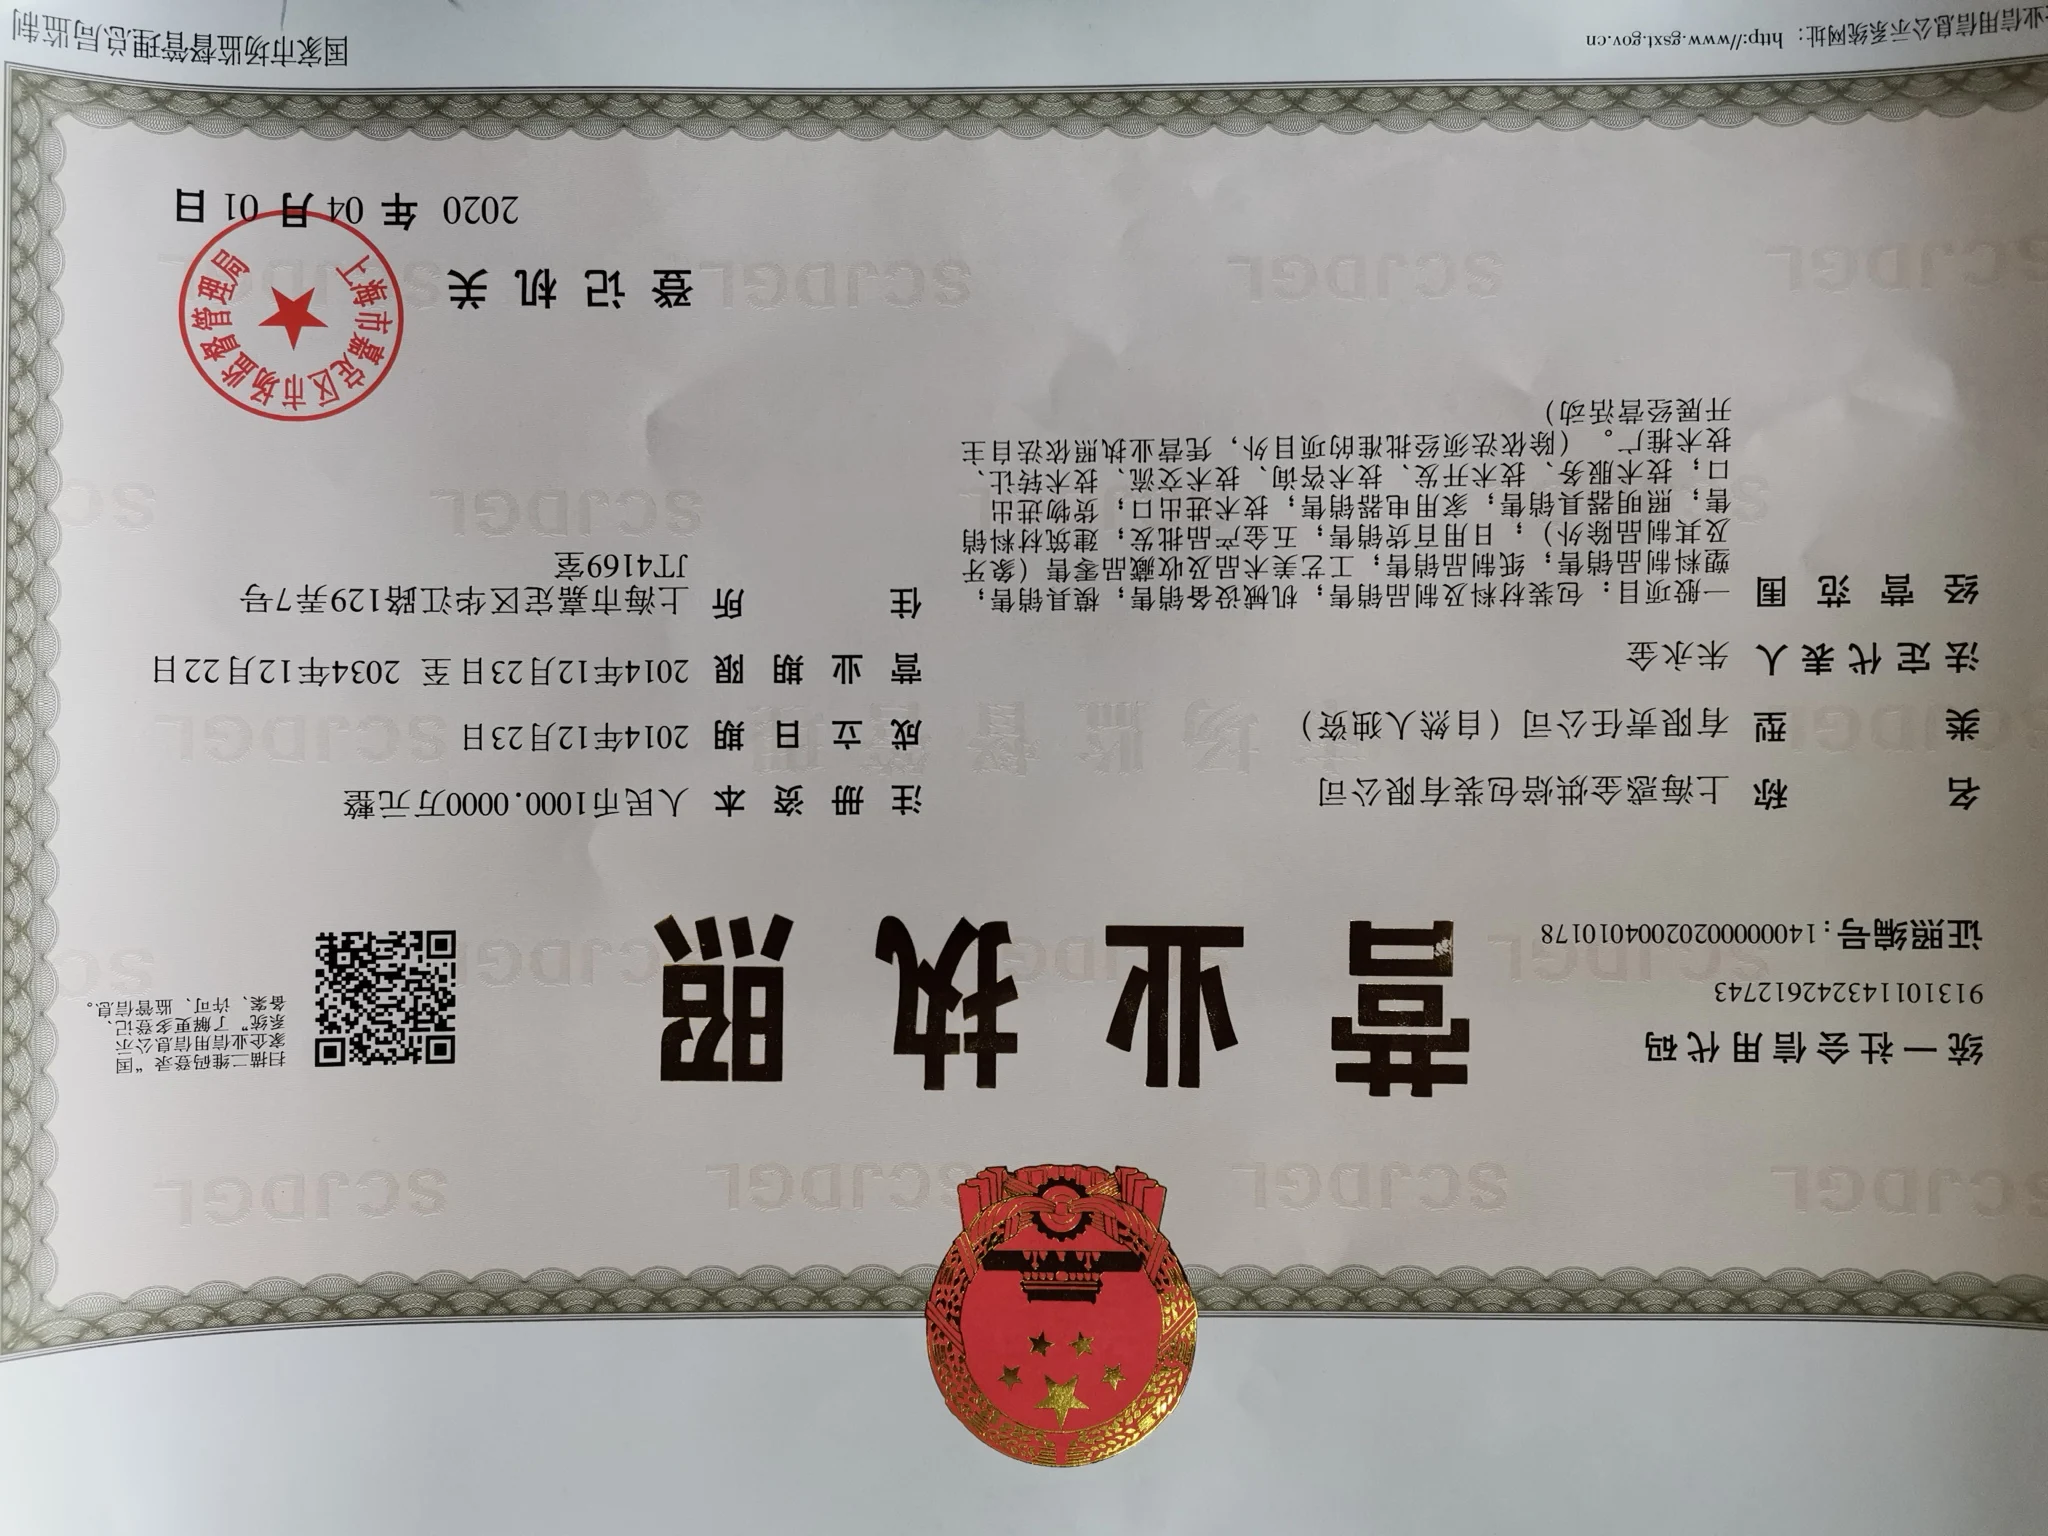 营业执照
统一社会信用代码
913101143242612743
证照编号：14000000202004010178
扫描二维码登录“国
家企业信用信息公示
系统”了解更多登记、
备案、许可、监管信息。
名 称 上海惑金烘焙包装有限公司
类 型 有限责任公司（自然人独资）
法定代表人 朱永金
经营范围 一般项目：包装材料及制品销售；机械设备销售；模具销售；
塑料制品销售；纸制品销售；工艺美术品及收藏品零售（象牙
及其制品除外）；日用百货销售；五金产品批发；建筑材料销
售；照明器具销售；家用电器销售；技术进出口；货物进出
口；技术服务、技术开发、技术咨询、技术交流、技术转让、
技术推广。（除依法须经批准的项目外，凭营业执照依法自主
开展经营活动）
注册资本 人民币1000.0000万元整
成立日期 2014年12月23日
营业期限 2014年12月23日 至 2034年12月22日
住 所 上海市嘉定区华江路129弄7号
JT4169室
登记机关
上海市嘉定区市场监督管理局
2020 年 04 月 01 日
业信用信息公示系统网址：http://www.gsxt.gov.cn
国家市场监督管理总局监制
SCJDGL
市场监督管理